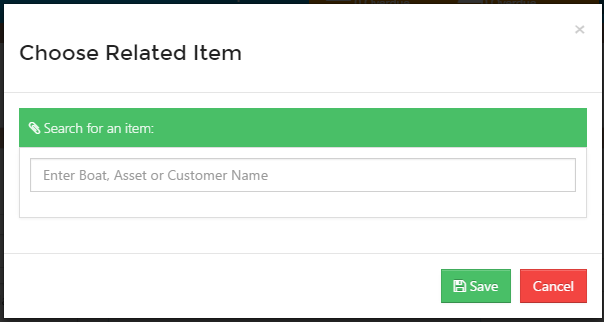 ×
Choose Related Item
Search for an item:
Enter Boat, Asset or Customer Name
Save Cancel